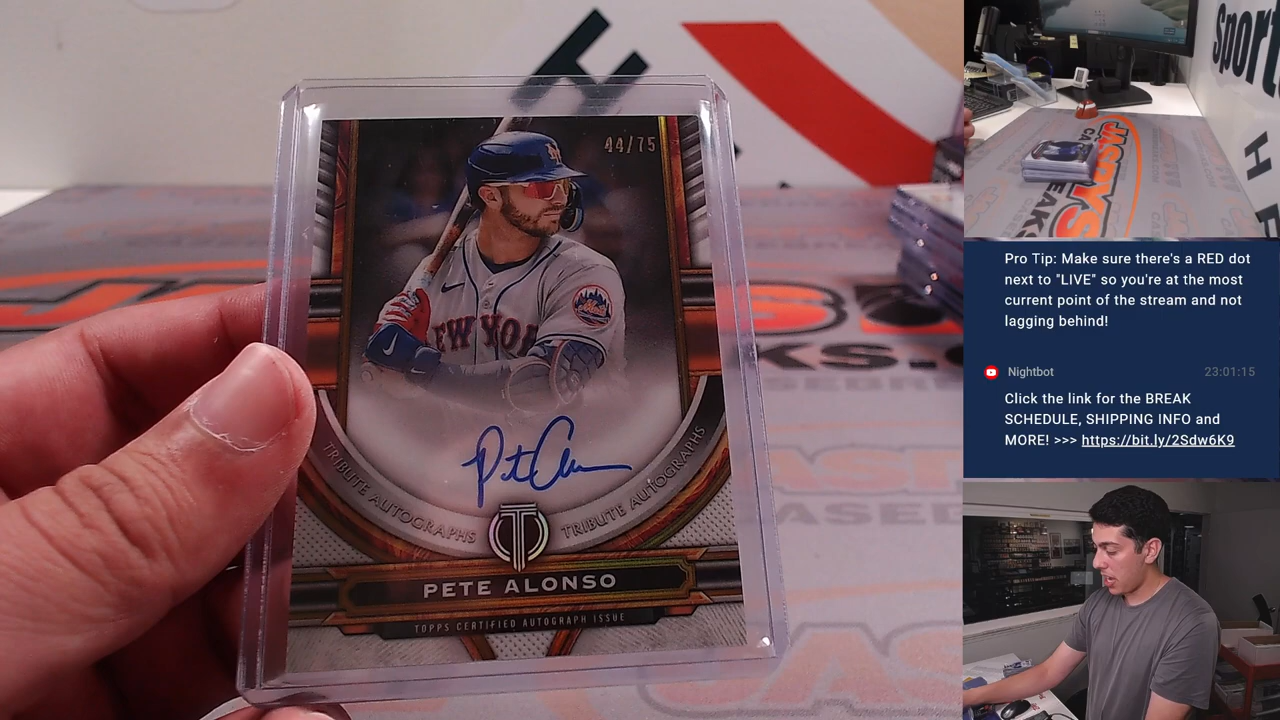 44/75
NEW YORK
Mets
TRIBUTE AUTOGRAPHS TRIBUTE AUTOGRAPHS
PETE ALONSO
TOPPS CERTIFIED AUTOGRAPH ISSUE
JASPYS
Pro Tip: Make sure there's a RED dot
next to "LIVE" so you're at the most
current point of the stream and not
lagging behind!
Nightbot 23:01:15
Click the link for the BREAK
SCHEDULE, SHIPPING INFO and
MORE! >>> https://bit.ly/2Sdw6K9